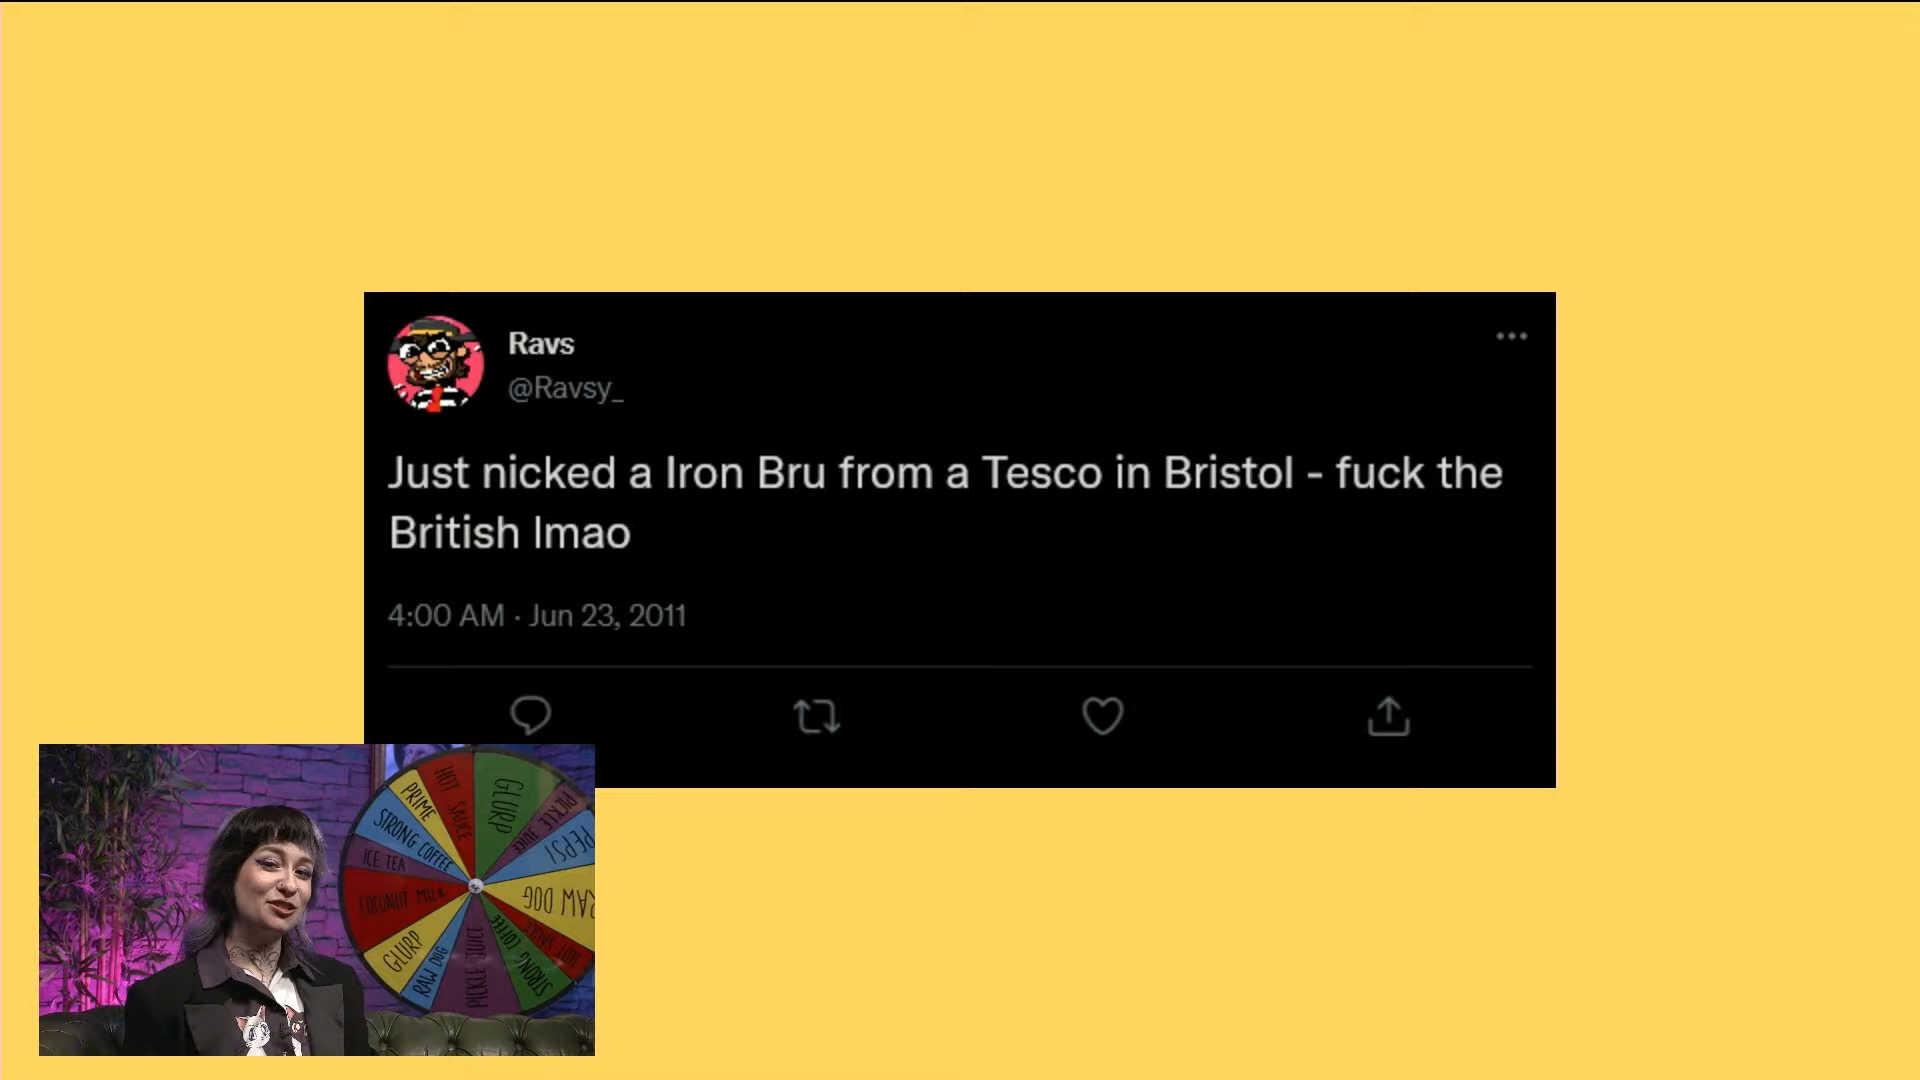 Ravs
@Ravsy_
Just nicked a Iron Bru from a Tesco in Bristol - fuck the
British lmao
4:00 AM · Jun 23, 2011
HOT SAUCE
GLURP
PICKLE JUICE
PEPSI
RAW DOG
HOT SAUCE
STRONG COFFEE
PICKLE JUICE
RAW DOG
GLURP
COCONUT MILK
ICE TEA
STRONG COFFEE
PRIME